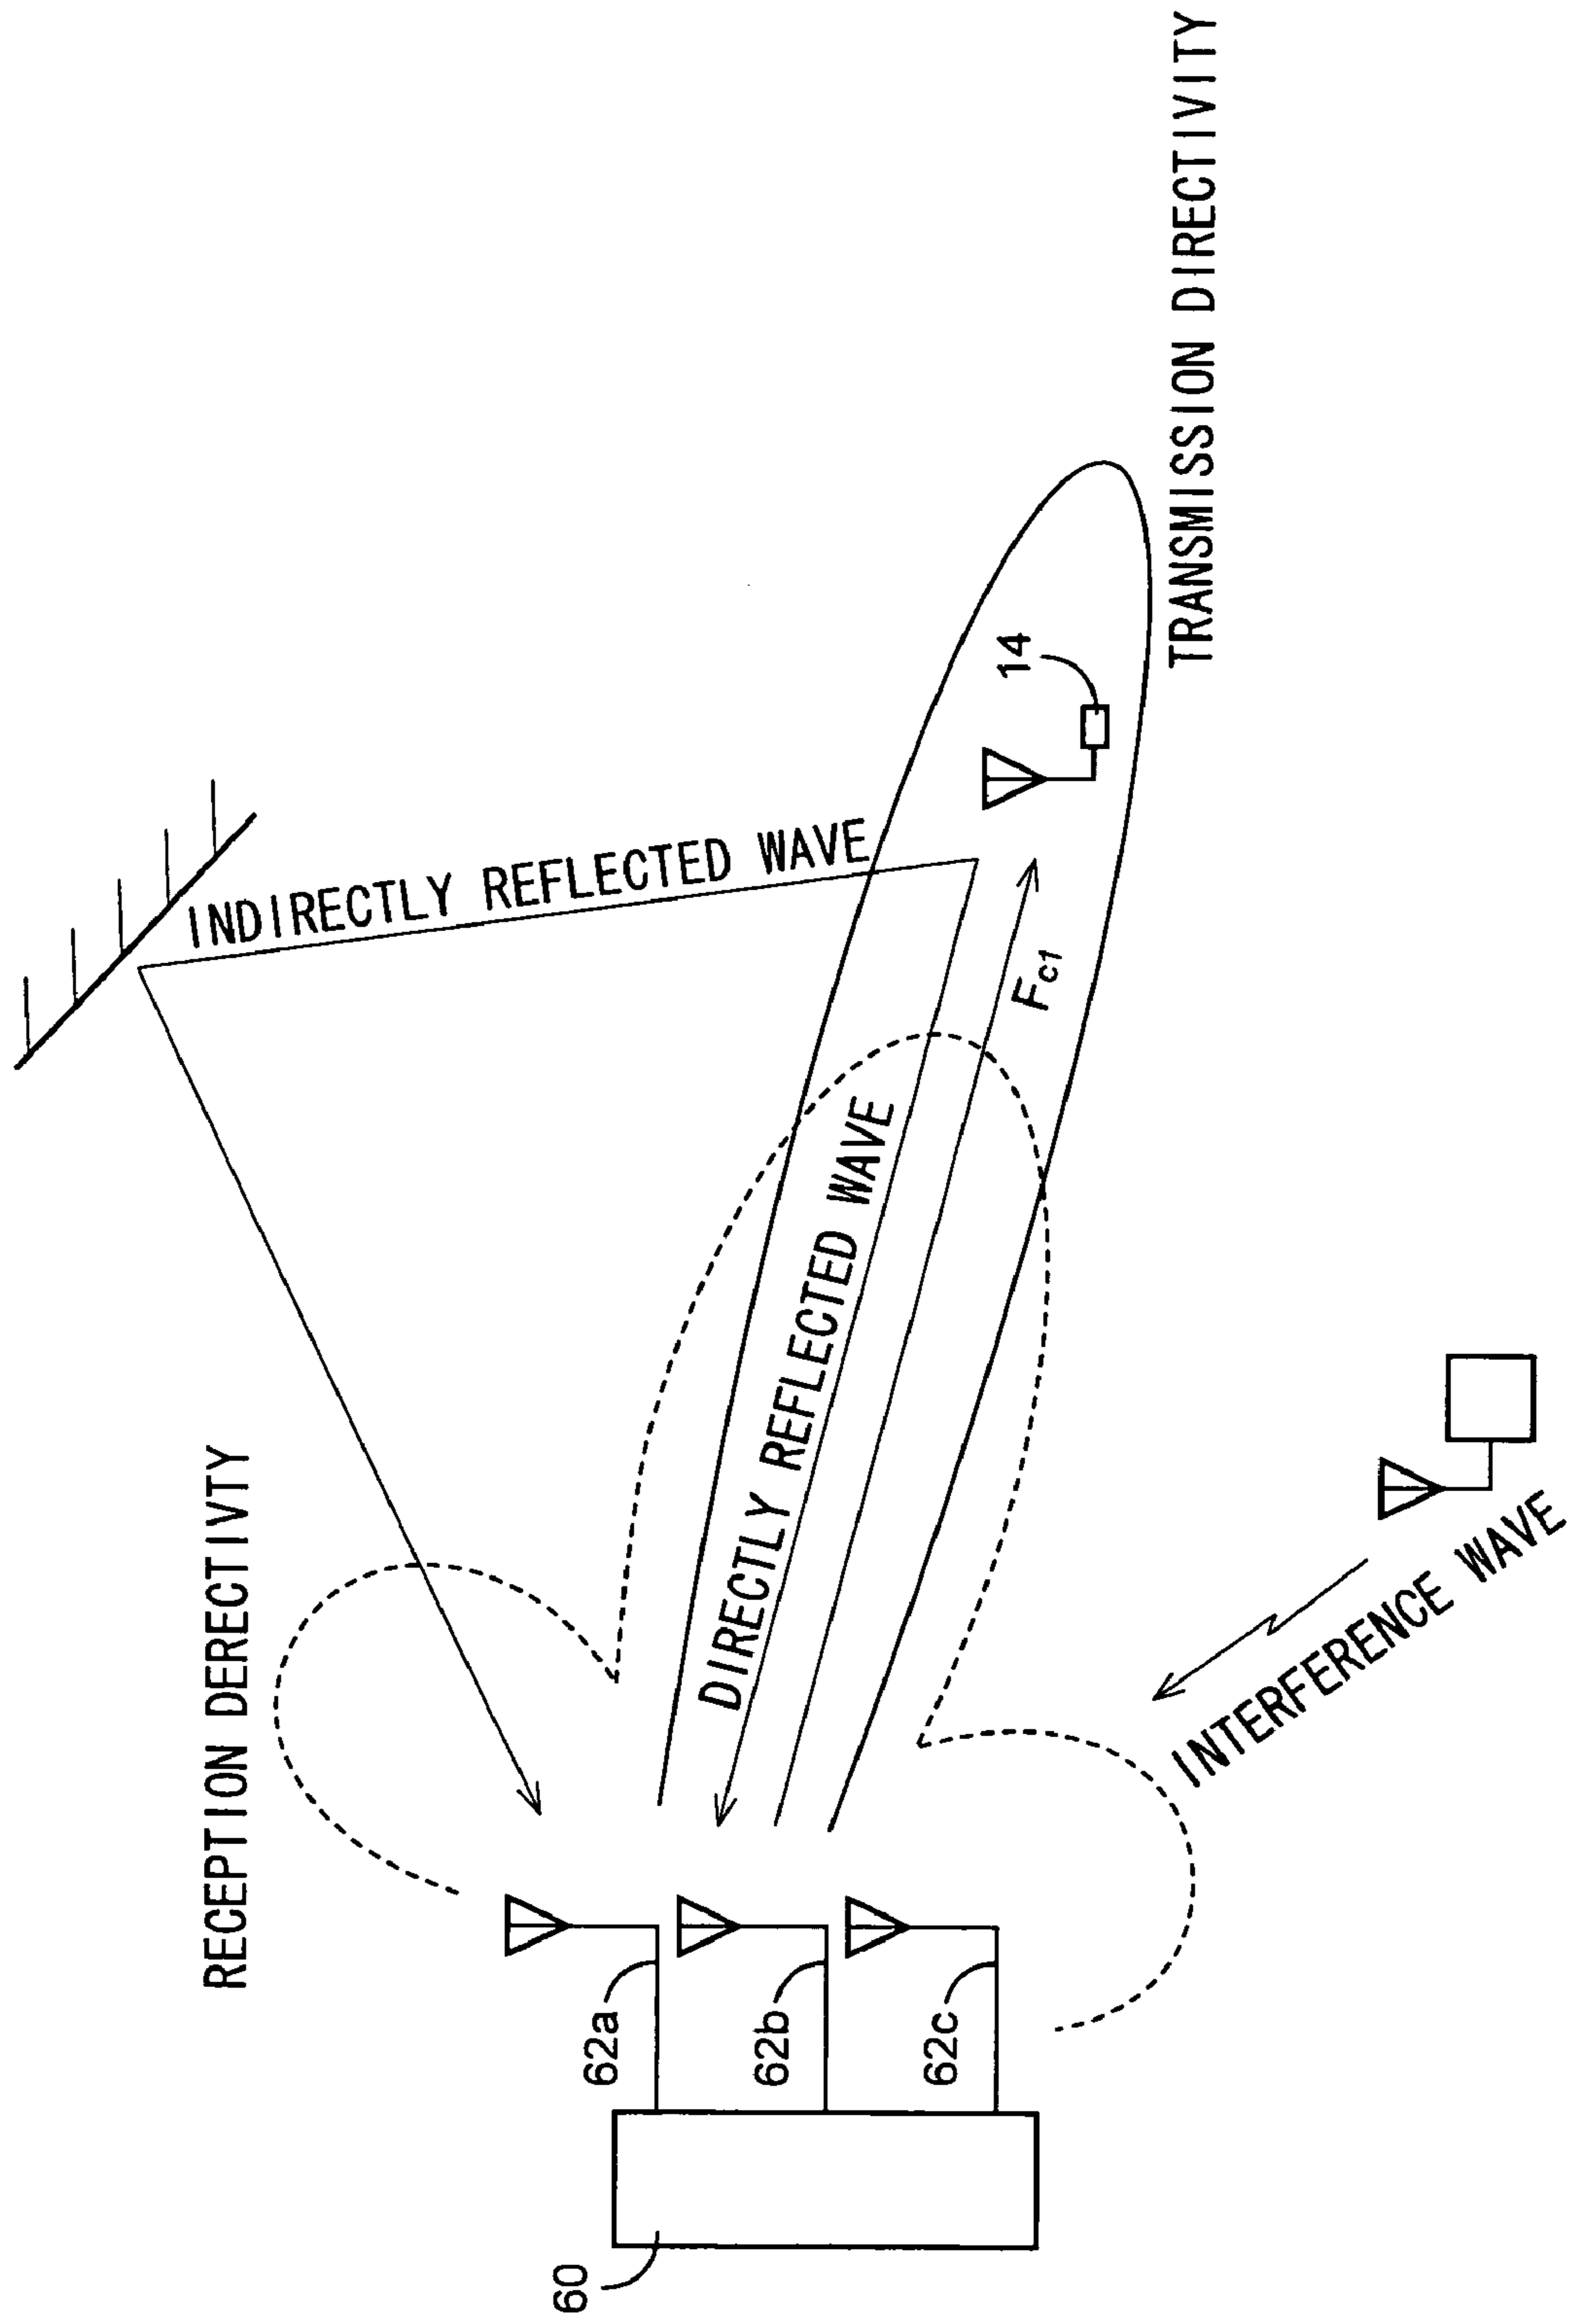 RECEPTION DERECTIVTY
INDIRECTLY REFLECTED WAVE
DIRECTLY REFLECTED WAVE
Fc1
14
TRANSMISSION DIRECTIVITY
62a
62b
62c
60
INTERFERENCE WAVE